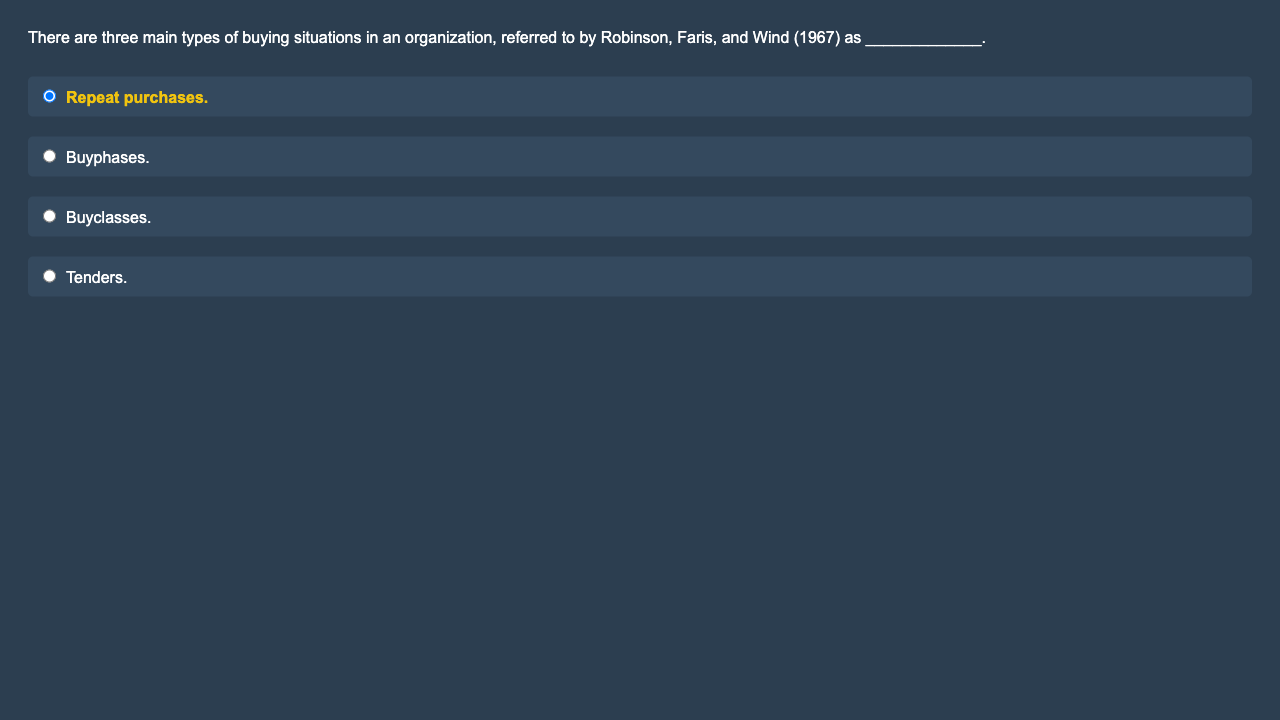 There are three main types of buying situations in an organization, referred to by Robinson, Faris, and Wind (1967) as _____________.
Repeat purchases.
Buyphases.
Buyclasses.
Tenders.